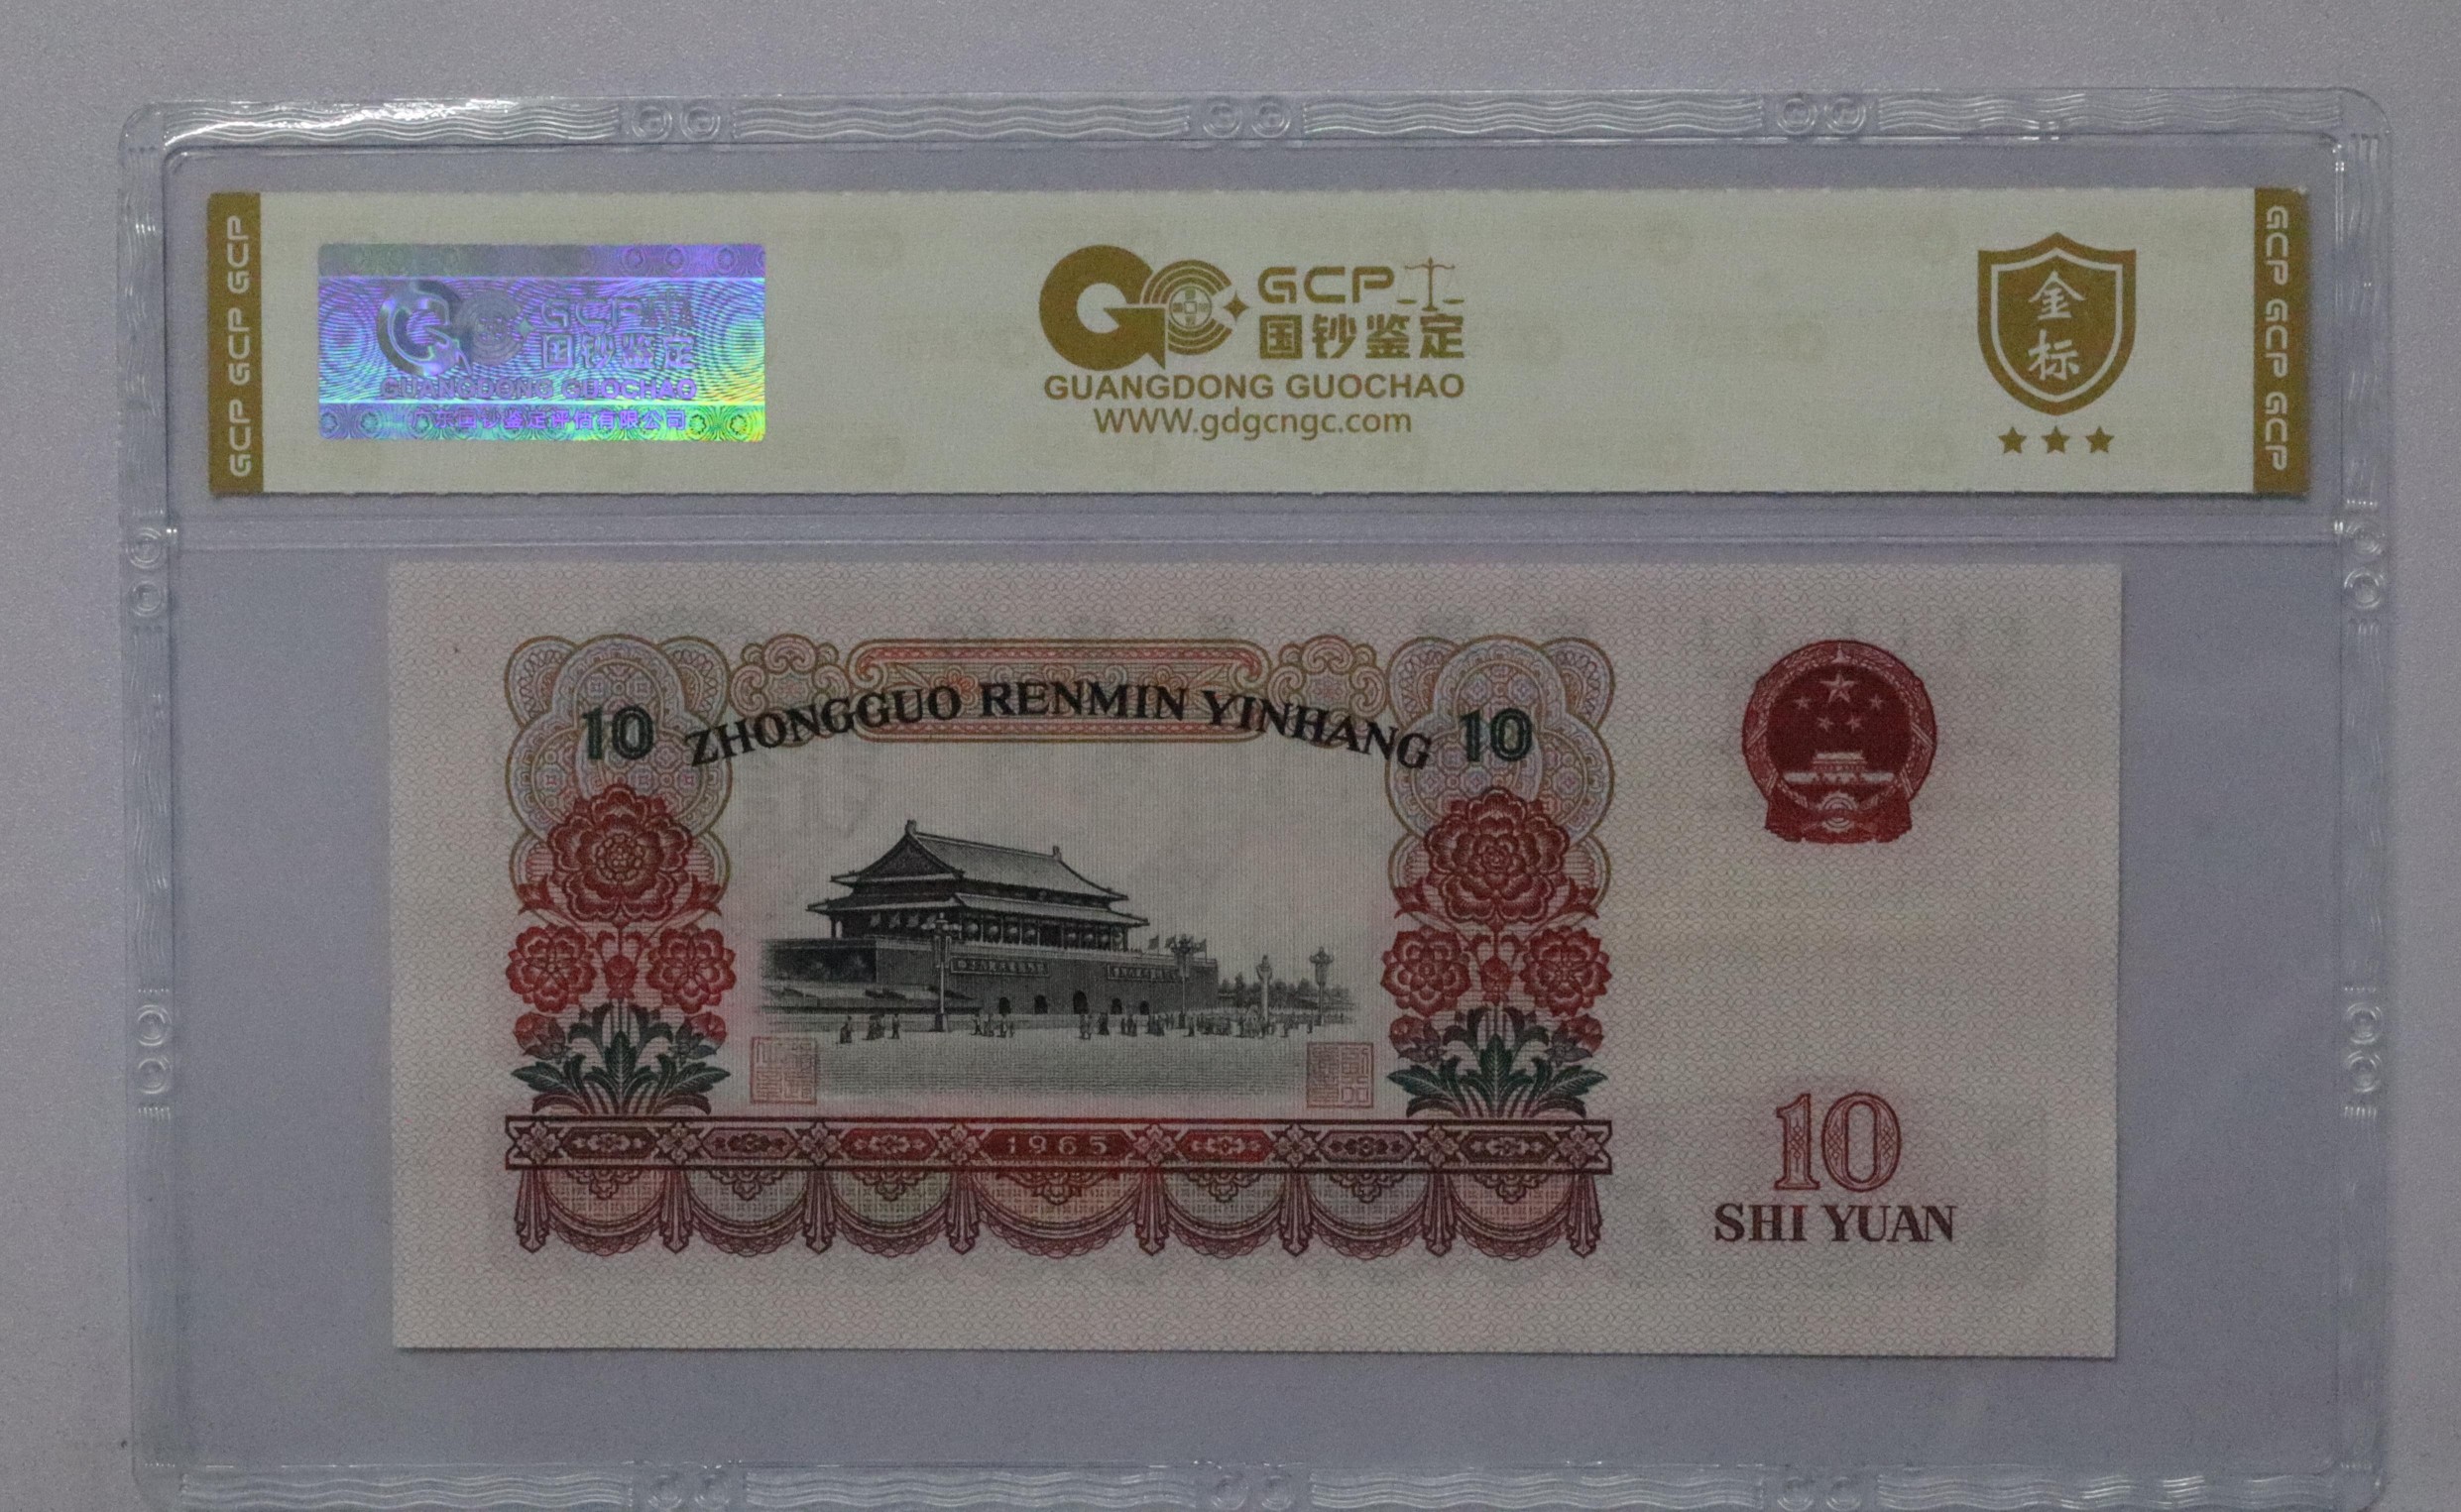 GCP GCP GCP
GCP
国钞鉴定
GUANGDONG GUOCHAO
广东国钞鉴定评估有限公司
GCP
国钞鉴定
GUANGDONG GUOCHAO
WWW.gdgcngc.com
金
标
GCP GCP GCP
ZHONGGUO RENMIN YINHANG
10
10
1965
10
SHI YUAN